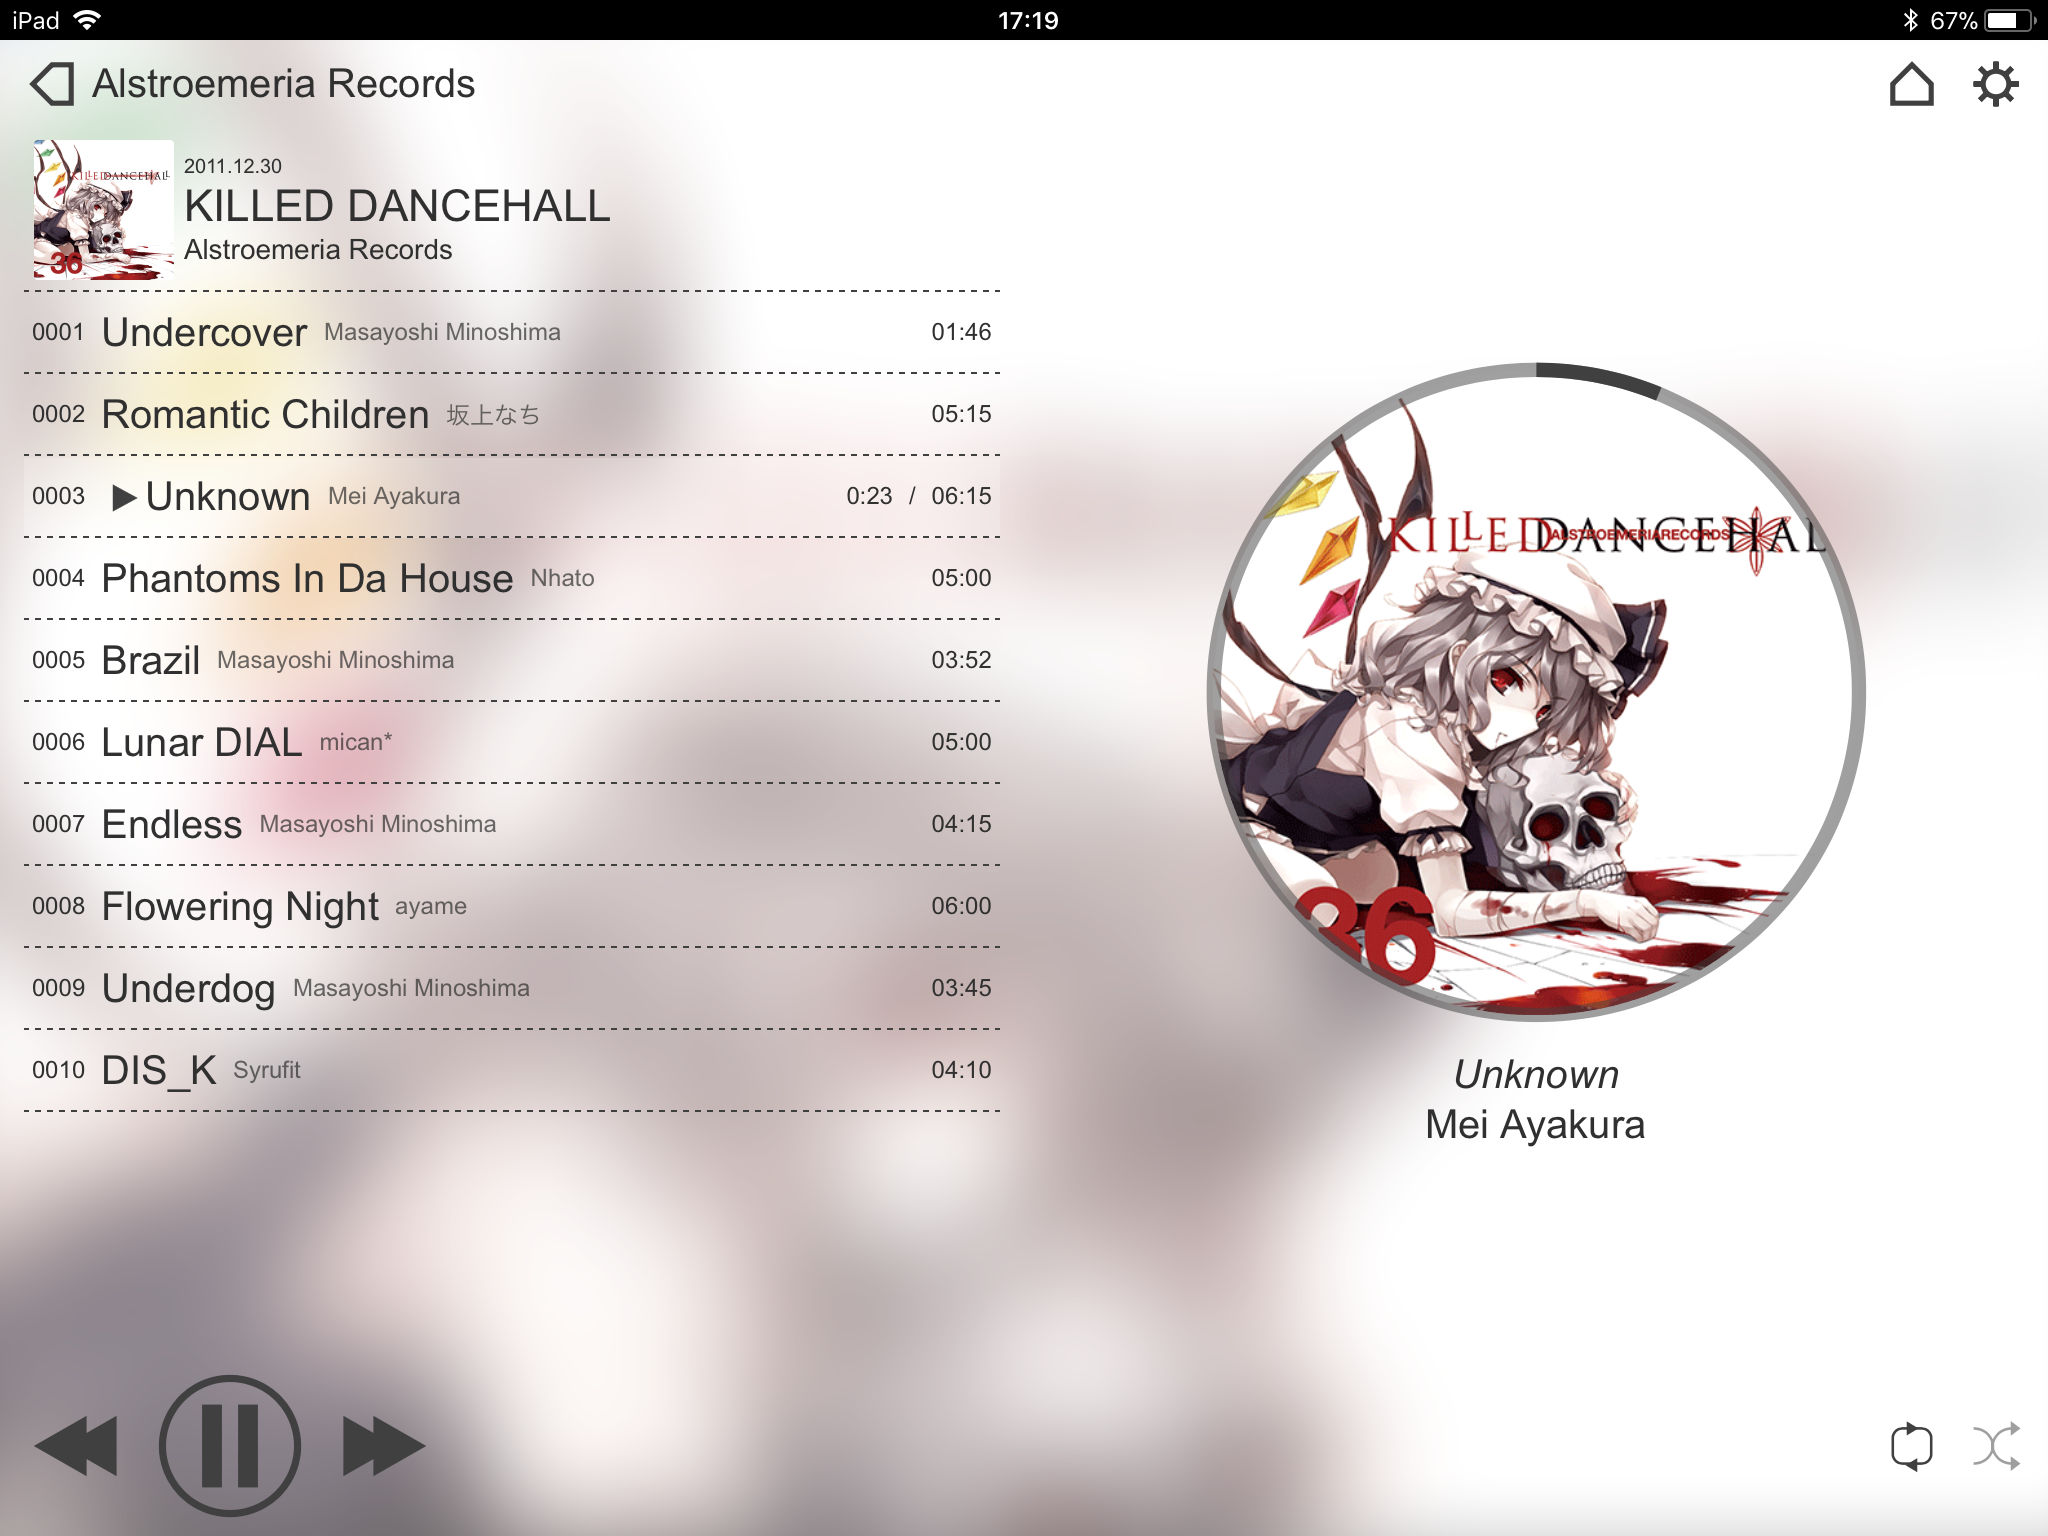 iPad 17:19 67%
Alstroemeria Records
KILLED DANCEHALL
36
2011.12.30
KILLED DANCEHALL
Alstroemeria Records
0001 Undercover Masayoshi Minoshima 01:46
0002 Romantic Children 坂上なち 05:15
0003 Unknown Mei Ayakura 0:23 / 06:15
0004 Phantoms In Da House Nhato 05:00
0005 Brazil Masayoshi Minoshima 03:52
0006 Lunar DIAL mican* 05:00
0007 Endless Masayoshi Minoshima 04:15
0008 Flowering Night ayame 06:00
0009 Underdog Masayoshi Minoshima 03:45
0010 DIS_K Syrufit 04:10
KILLED DANCEHAL
ALSTROEMERIARECORDS
36
Unknown
Mei Ayakura